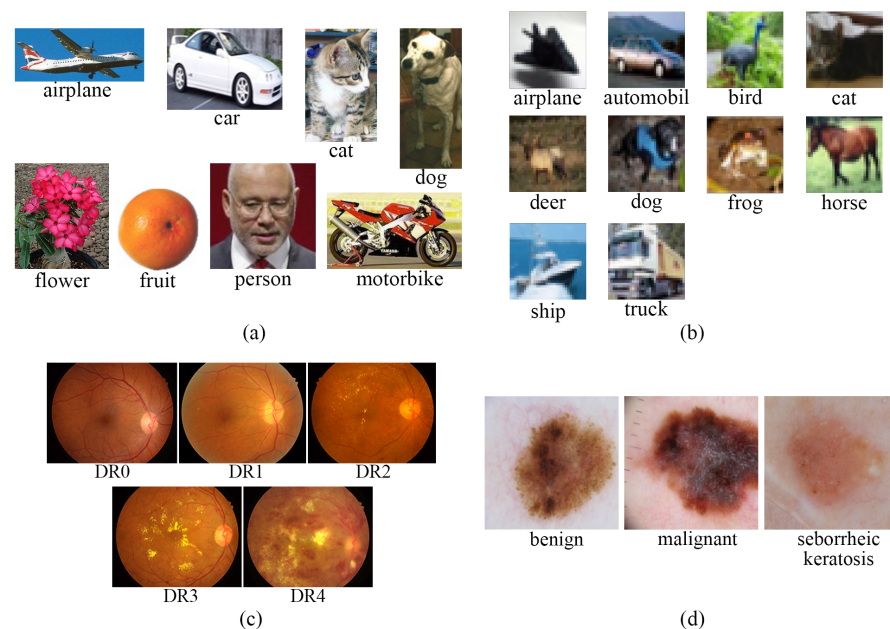 airplane
car
cat
dog
flower
fruit
person
YAMAHA
motorbike
(a)
airplane
automobil
bird
cat
deer
dog
frog
horse
ship
truck
(b)
DR0
DR1
DR2
DR3
DR4
(c)
benign
malignant
seborrheic
keratosis
(d)